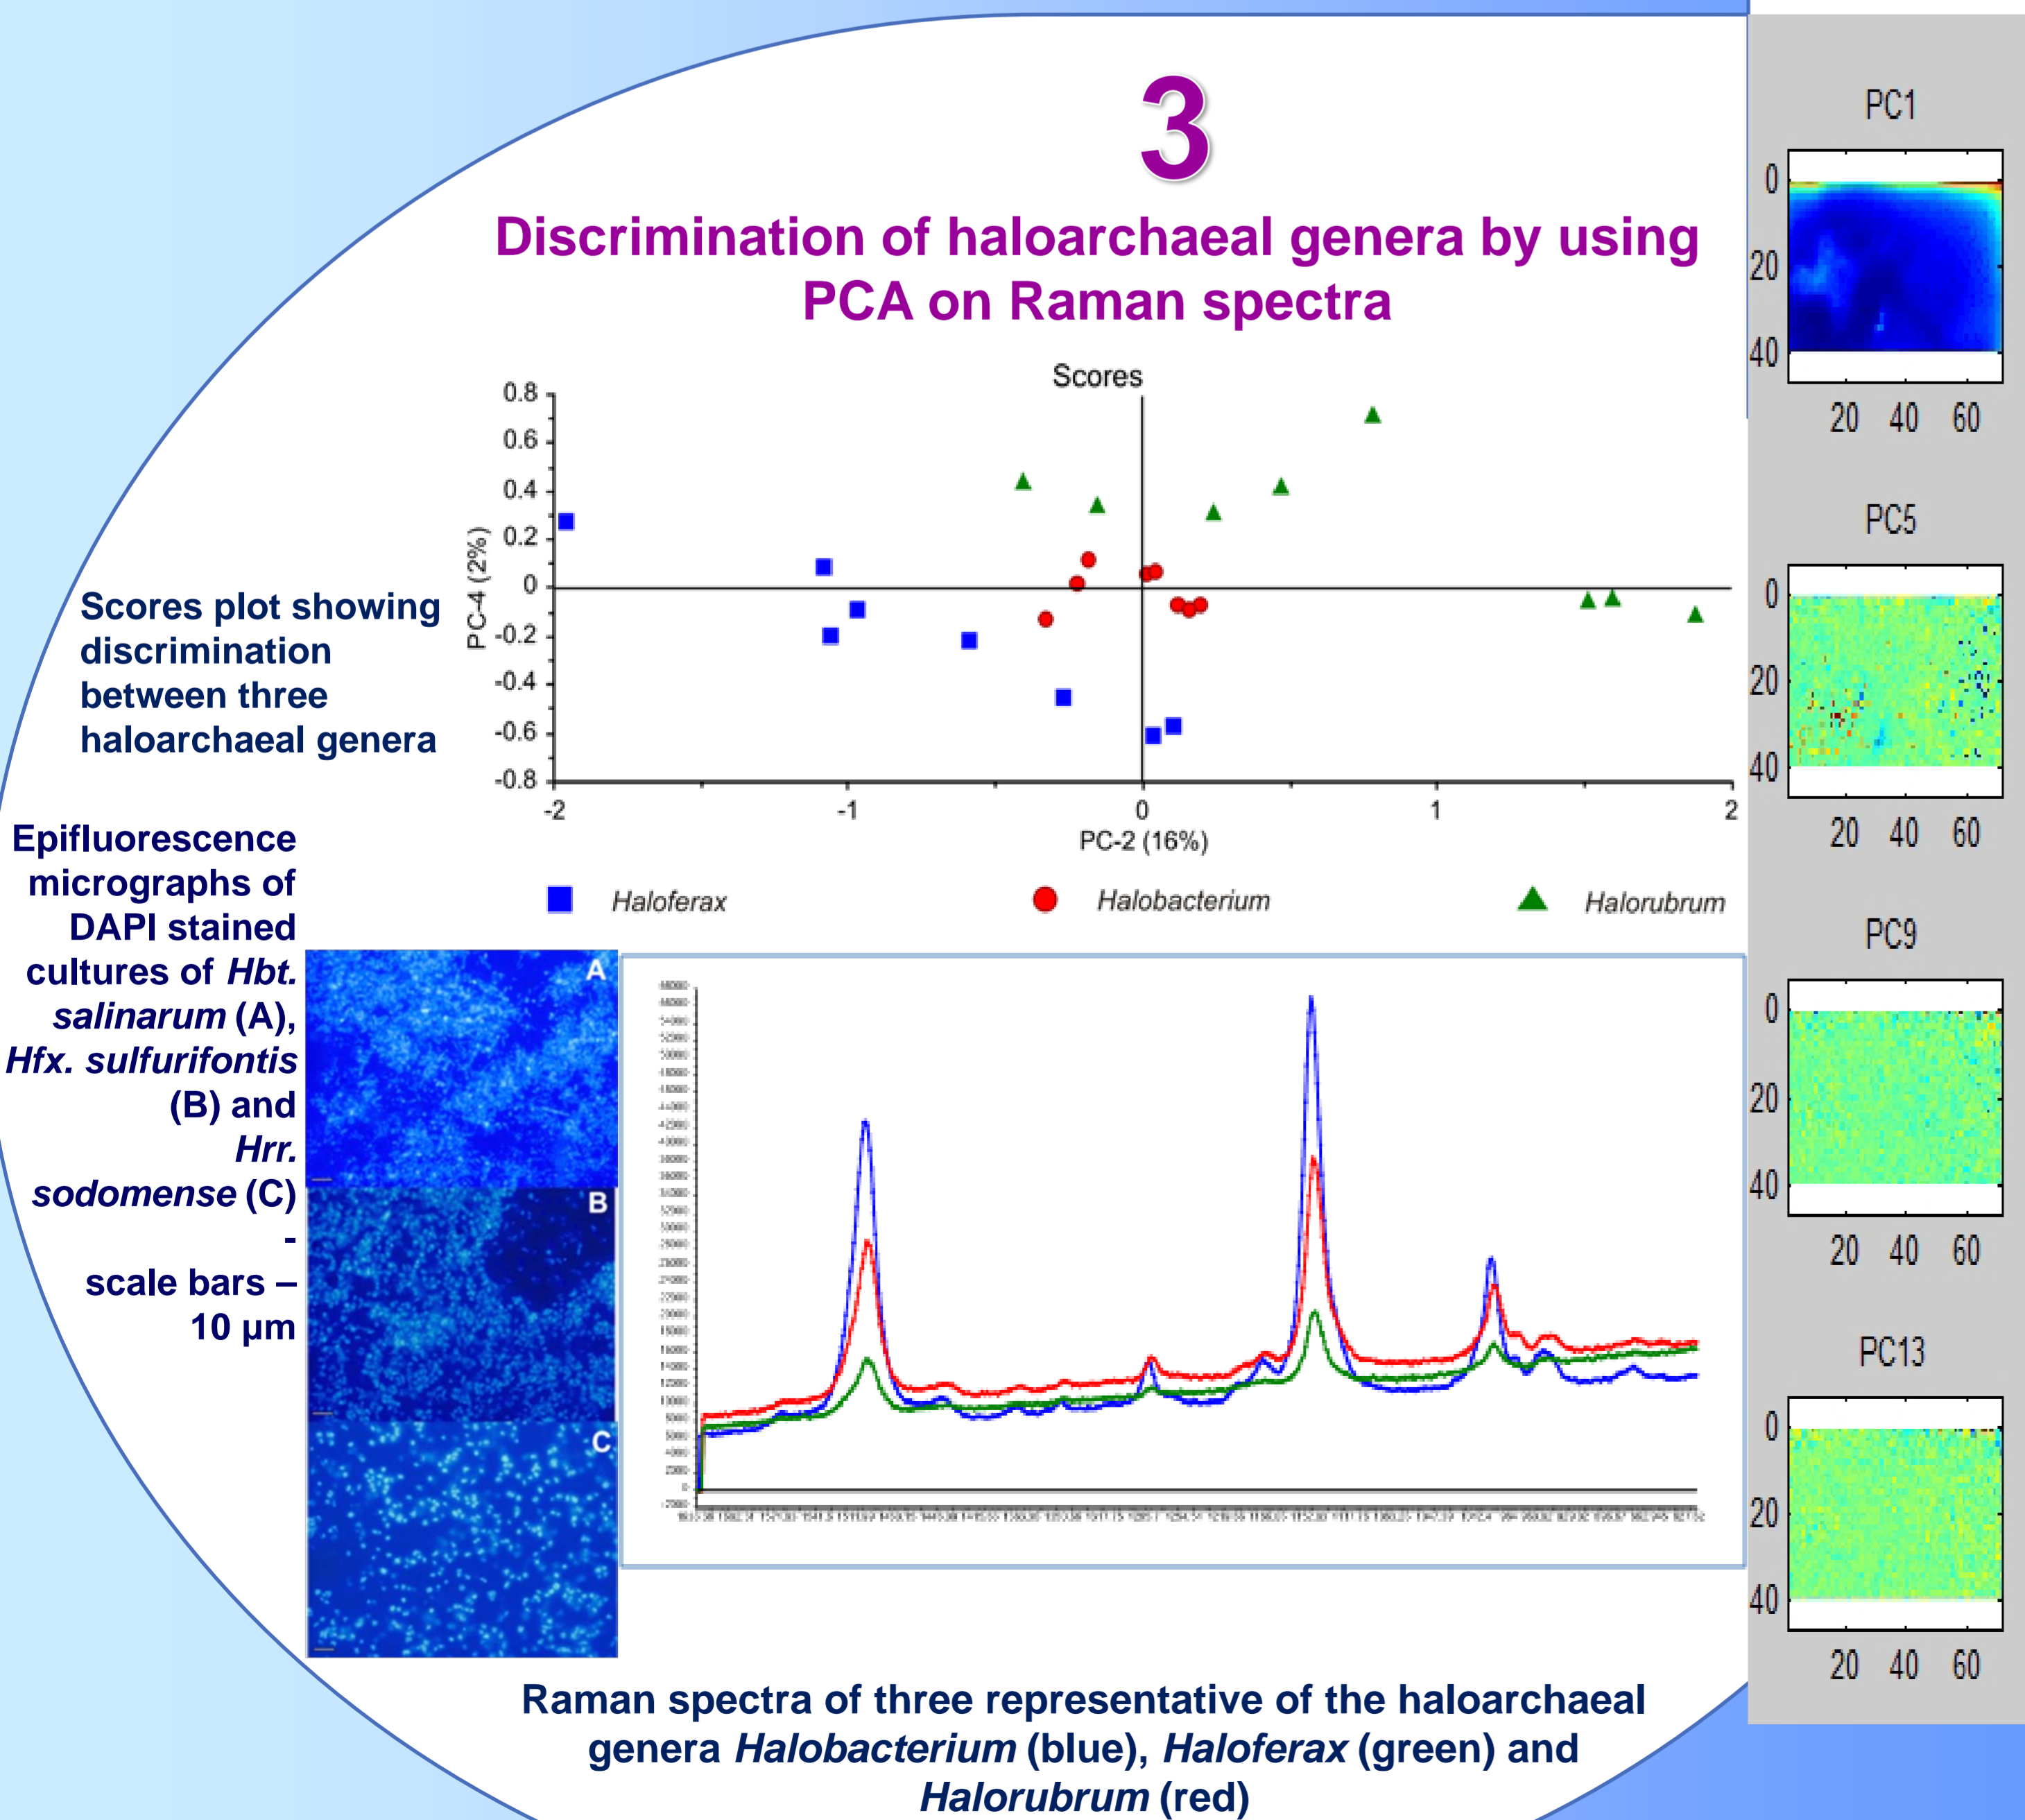 3
Discrimination of haloarchaeal genera by using
PCA on Raman spectra
Scores
0.8
0.6
0.4
0.2
0
-0.2
-0.4
-0.6
-0.8
PC-4 (2%)
-2 -1 0 1 2
PC-2 (16%)
Haloferax Halobacterium Halorubrum
Scores plot showing
discrimination
between three
haloarchaeal genera
Epifluorescence
micrographs of
DAPI stained
cultures of Hbt.
salinarum (A),
Hfx. sulfurifontis
(B) and
Hrr.
sodomense (C)
-
scale bars –
10 µm
A
B
C
Raman spectra of three representative of the haloarchaeal
genera Halobacterium (blue), Haloferax (green) and
Halorubrum (red)
PC1
0
20
40
20 40 60
PC5
0
20
40
20 40 60
PC9
0
20
40
20 40 60
PC13
0
20
40
20 40 60